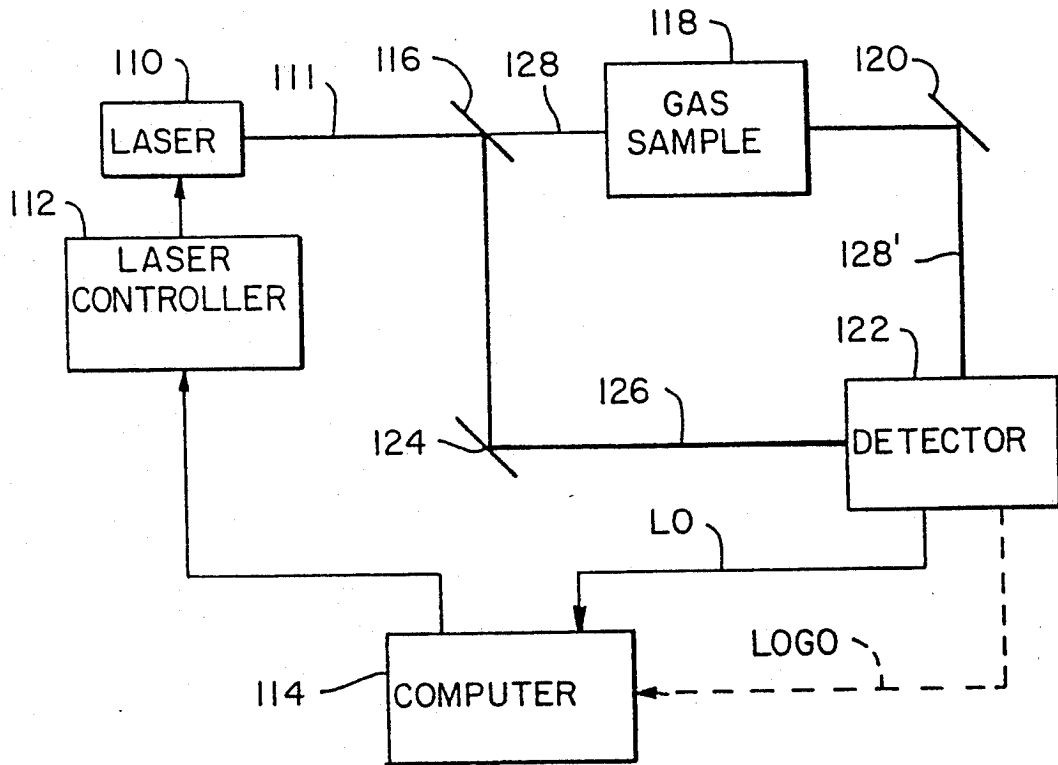 110
111
116
128
118
120
LASER
GAS
SAMPLE
112
LASER
CONTROLLER
128'
122
124
126
DETECTOR
LO
LOGO
114
COMPUTER